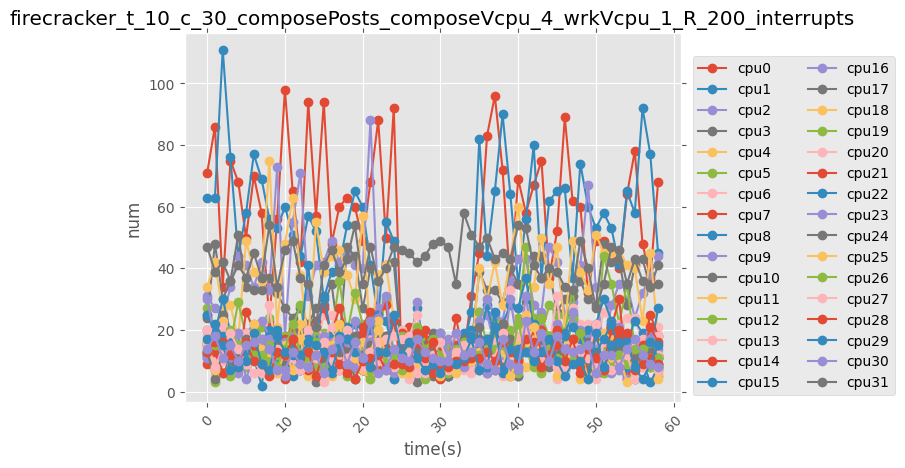 firecracker_t_10_c_30_composePosts_composeVcpu_4_wrkVcpu_1_R_200_interrupts
100
80
60
40
20
0
num
0
10
20
30
40
50
60
time(s)
cpu0
cpu1
cpu2
cpu3
cpu4
cpu5
cpu6
cpu7
cpu8
cpu9
cpu10
cpu11
cpu12
cpu13
cpu14
cpu15
cpu16
cpu17
cpu18
cpu19
cpu20
cpu21
cpu22
cpu23
cpu24
cpu25
cpu26
cpu27
cpu28
cpu29
cpu30
cpu31